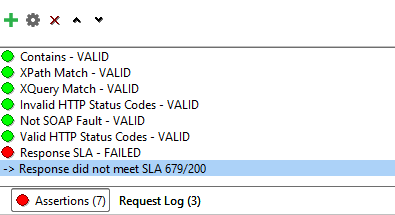 Contains - VALID
XPath Match - VALID
XQuery Match - VALID
Invalid HTTP Status Codes - VALID
Not SOAP Fault - VALID
Valid HTTP Status Codes - VALID
Response SLA - FAILED
-> Response did not meet SLA 679/200
Assertions (7) Request Log (3)